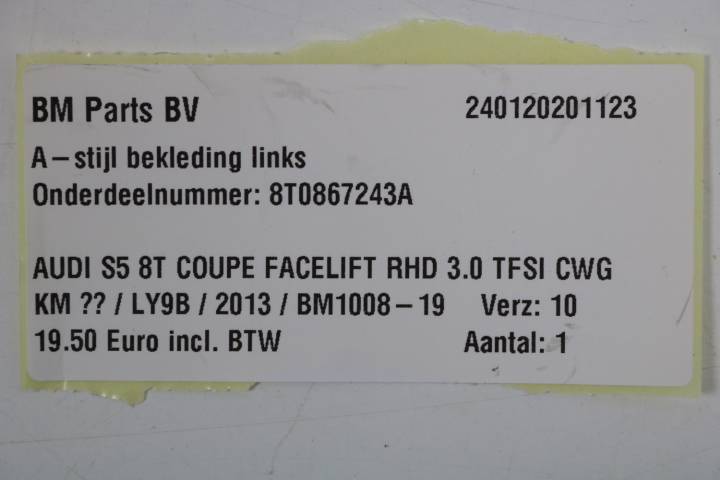 BM Parts BV 240120201123
A-stijl bekleding links
Onderdeelnummer: 8T0867243A
AUDI S5 8T COUPE FACELIFT RHD 3.0 TFSI CWG
KM ?? / LY9B / 2013 / BM1008-19 Verz: 10
19.50 Euro incl. BTW Aantal: 1